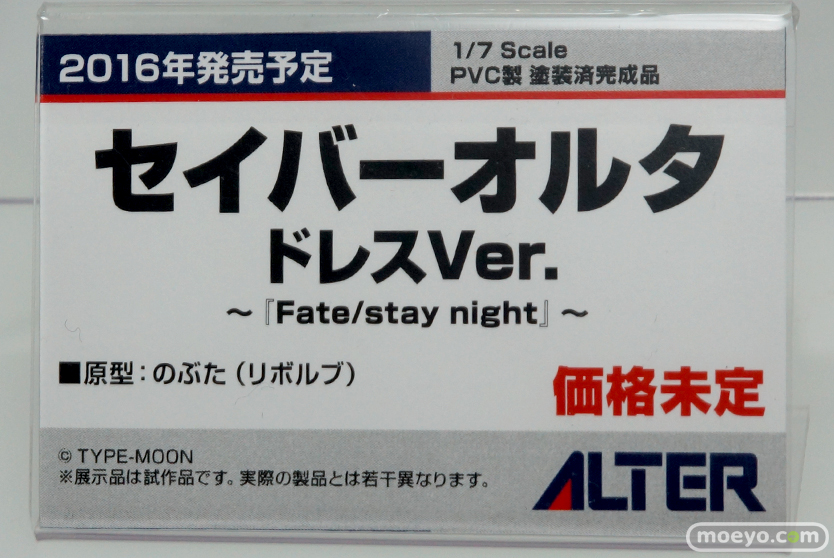 2016年発売予定
1/7 Scale
PVC製 塗装済完成品
セイバーオルタ
ドレスVer.
～『Fate/stay night』～
■原型：のぶた（リボルブ）
価格未定
© TYPE-MOON
※展示品は試作品です。実際の製品とは若干異なります。
ALTER
moeyo.com